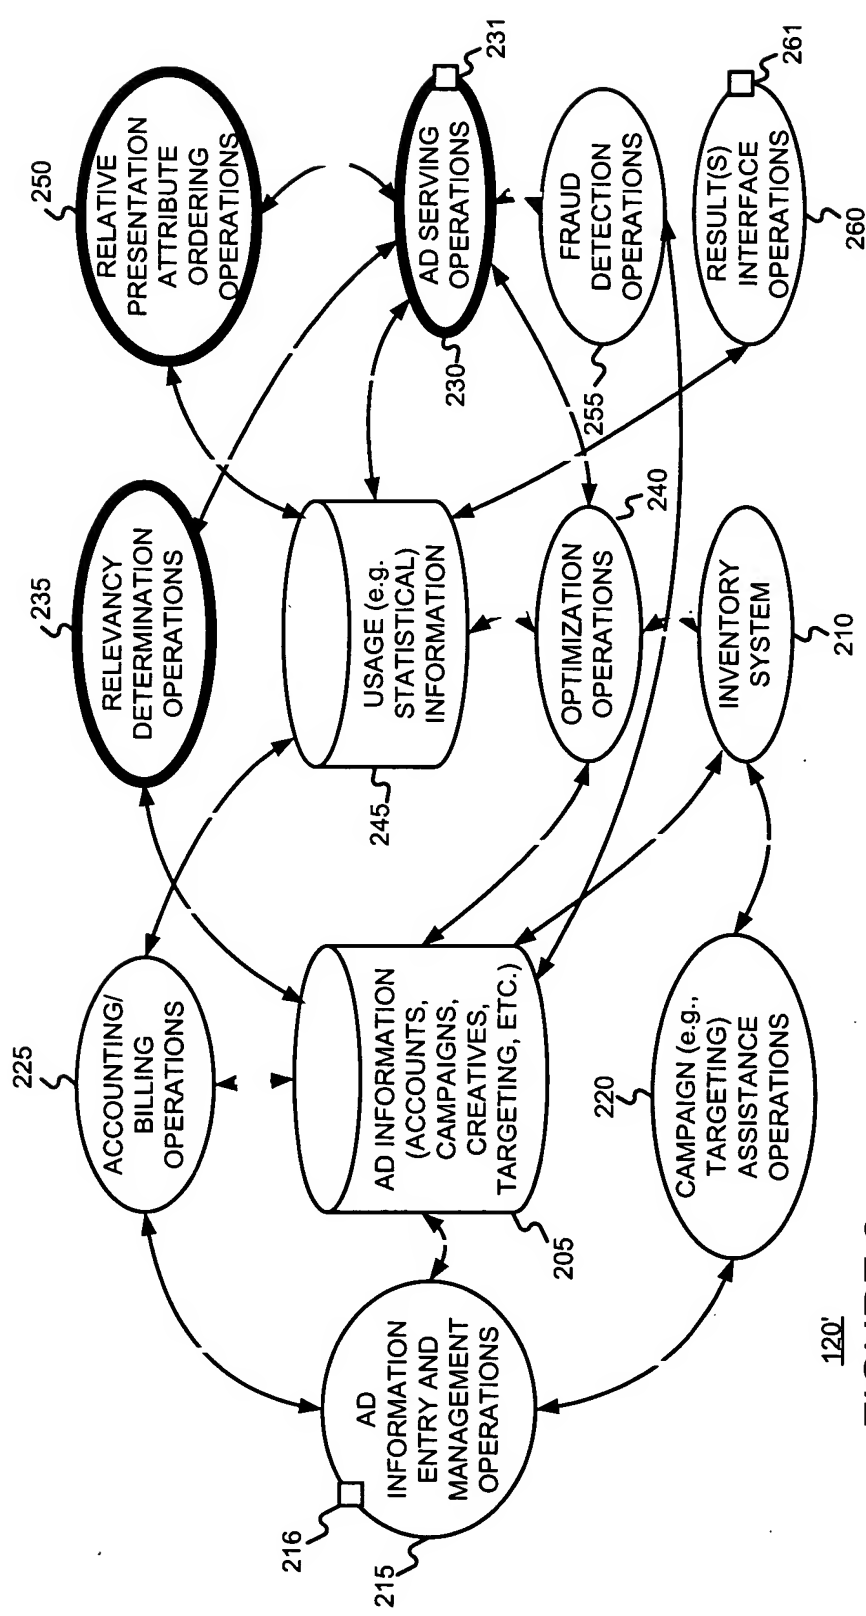 225
ACCOUNTING/
BILLING
OPERATIONS
235
RELEVANCY
DETERMINATION
OPERATIONS
250
RELATIVE
PRESENTATION
ATTRIBUTE
ORDERING
OPERATIONS
216
215
AD
INFORMATION
ENTRY AND
MANAGEMENT
OPERATIONS
AD INFORMATION
(ACCOUNTS,
CAMPAIGNS,
CREATIVES,
TARGETING, ETC.)
205
USAGE (e.g.
STATISTICAL)
INFORMATION
245
AD SERVING
OPERATIONS
230
231
OPTIMIZATION
OPERATIONS
240
FRAUD
DETECTION
OPERATIONS
255
220
CAMPAIGN (e.g.,
TARGETING)
ASSISTANCE
OPERATIONS
INVENTORY
SYSTEM
210
RESULT(S)
INTERFACE
OPERATIONS
261
260
120'